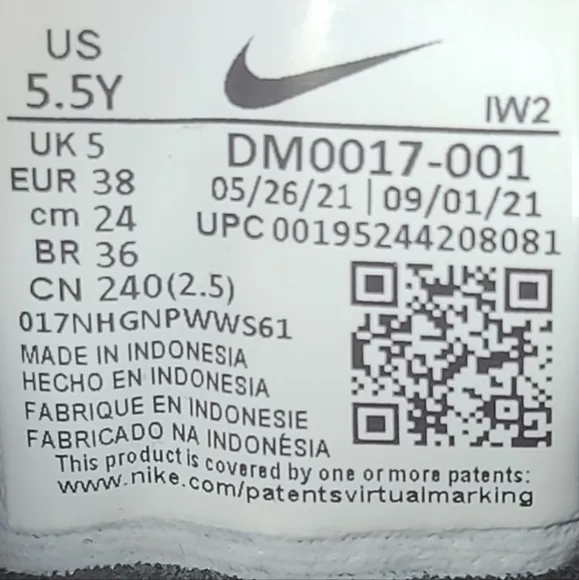 US
5.5Y
IW2
UK 5
EUR 38
cm 24
BR 36
CN 240(2.5)
DM0017-001
05/26/21 | 09/01/21
UPC 00195244208081
017NHGNPWWS61
MADE IN INDONESIA
HECHO EN INDONESIA
FABRIQUE EN INDONESIE
FABRICADO NA INDONÉSIA
This product is covered by one or more patents:
www.nike.com/patentsvirtualmarking